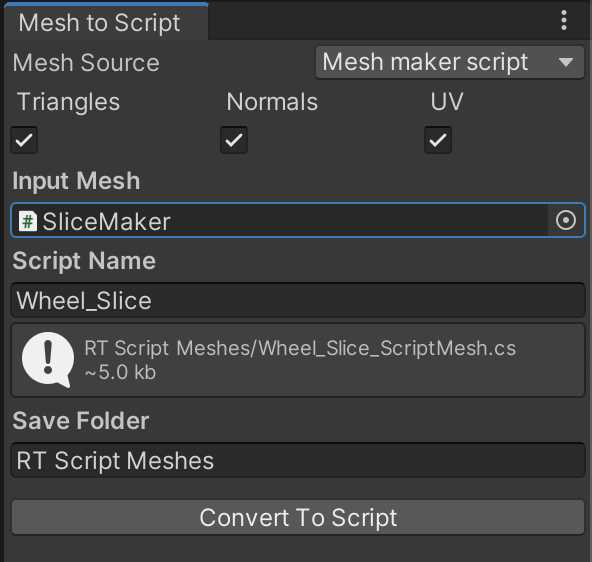 Mesh to Script
Mesh Source Mesh maker script
Triangles Normals UV
Input Mesh
# SliceMaker
Script Name
Wheel_Slice
RT Script Meshes/Wheel_Slice_ScriptMesh.cs
~5.0 kb
Save Folder
RT Script Meshes
Convert To Script